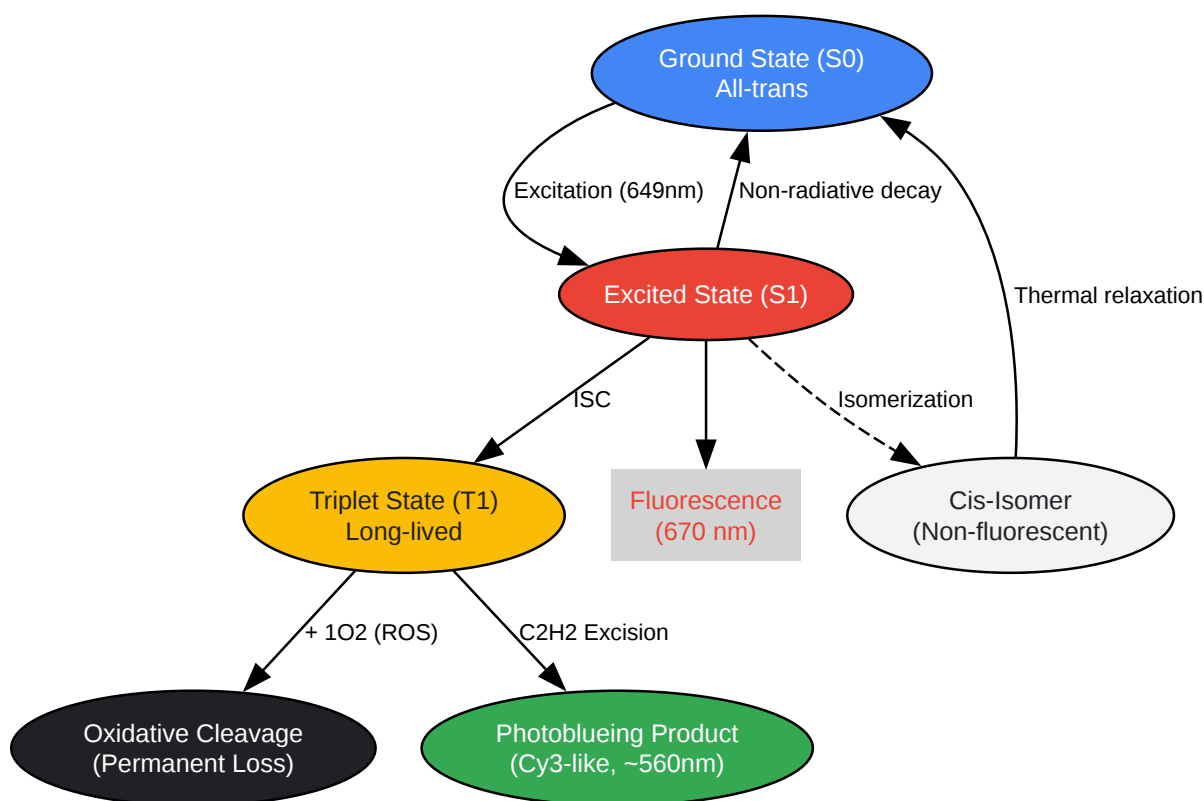 Ground State (S0)
All-trans
Excitation (649nm)
Non-radiative decay
Excited State (S1)
Thermal relaxation
ISC
Isomerization
Triplet State (T1)
Long-lived
Fluorescence
(670 nm)
Cis-Isomer
(Non-fluorescent)
+ 1O2 (ROS)
C2H2 Excision
Oxidative Cleavage
(Permanent Loss)
Photoblueing Product
(Cy3-like, ~560nm)